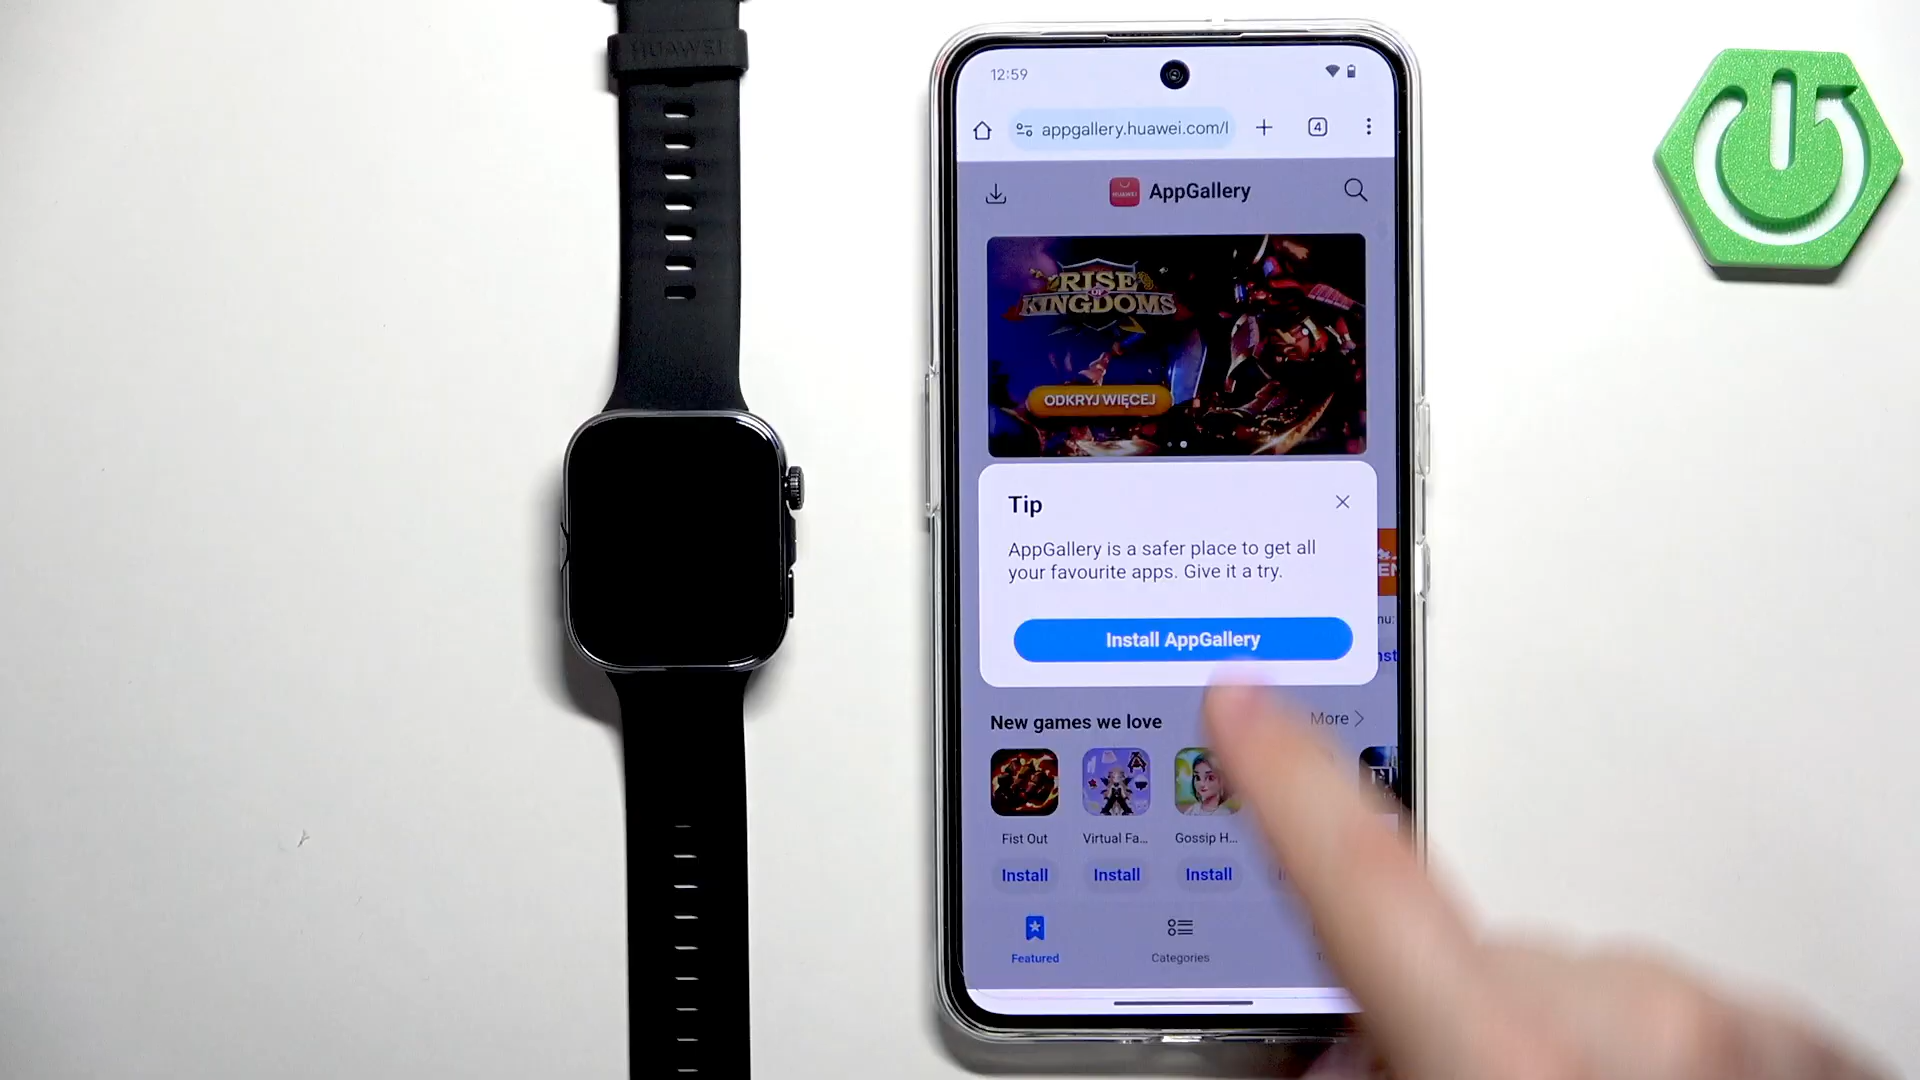 HUAWEI
12:59
appgallery.huawei.com/l
4
HUAWEI
AppGallery
RISE
OF
KINGDOMS
ODKRYJ WIĘCEJ
Tip
AppGallery is a safer place to get all
your favourite apps. Give it a try.
Install AppGallery
New games we love
More
Fist Out
Virtual Fa...
Gossip H...
Install
Install
Install
Featured
Categories